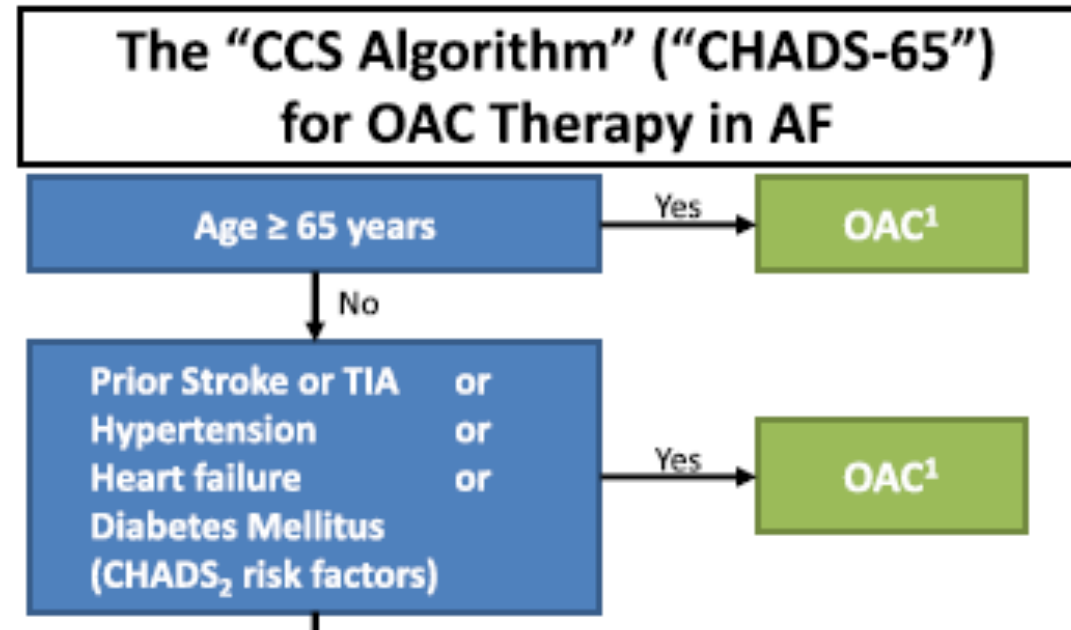 The “CCS Algorithm” (“CHADS-65”)
for OAC Therapy in AF
Age ≥ 65 years
Yes
OAC¹
No
Prior Stroke or TIA or
Hypertension or
Heart failure or
Diabetes Mellitus
(CHADS₂ risk factors)
Yes
OAC¹